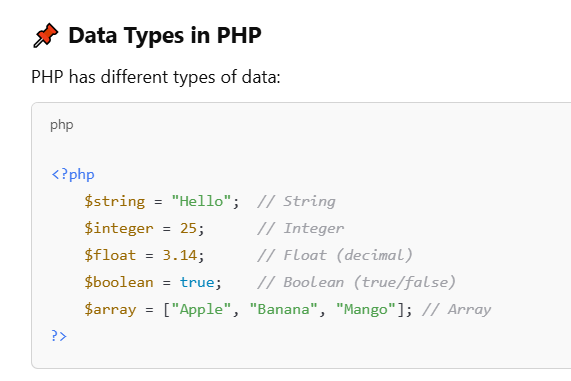 📌 Data Types in PHP
PHP has different types of data:
php
<?php
    $string = "Hello";  // String
    $integer = 25;      // Integer
    $float = 3.14;      // Float (decimal)
    $boolean = true;    // Boolean (true/false)
    $array = ["Apple", "Banana", "Mango"]; // Array
?>